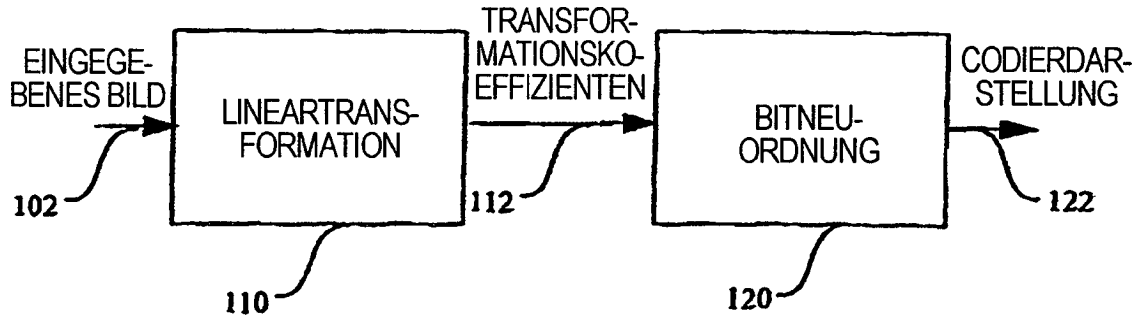 EINGEGE-
BENES BILD
102
LINEARTRANS-
FORMATION
110
TRANSFOR-
MATIONSKO-
EFFIZIENTEN
112
BITNEU-
ORDNUNG
120
CODIERDAR-
STELLUNG
122